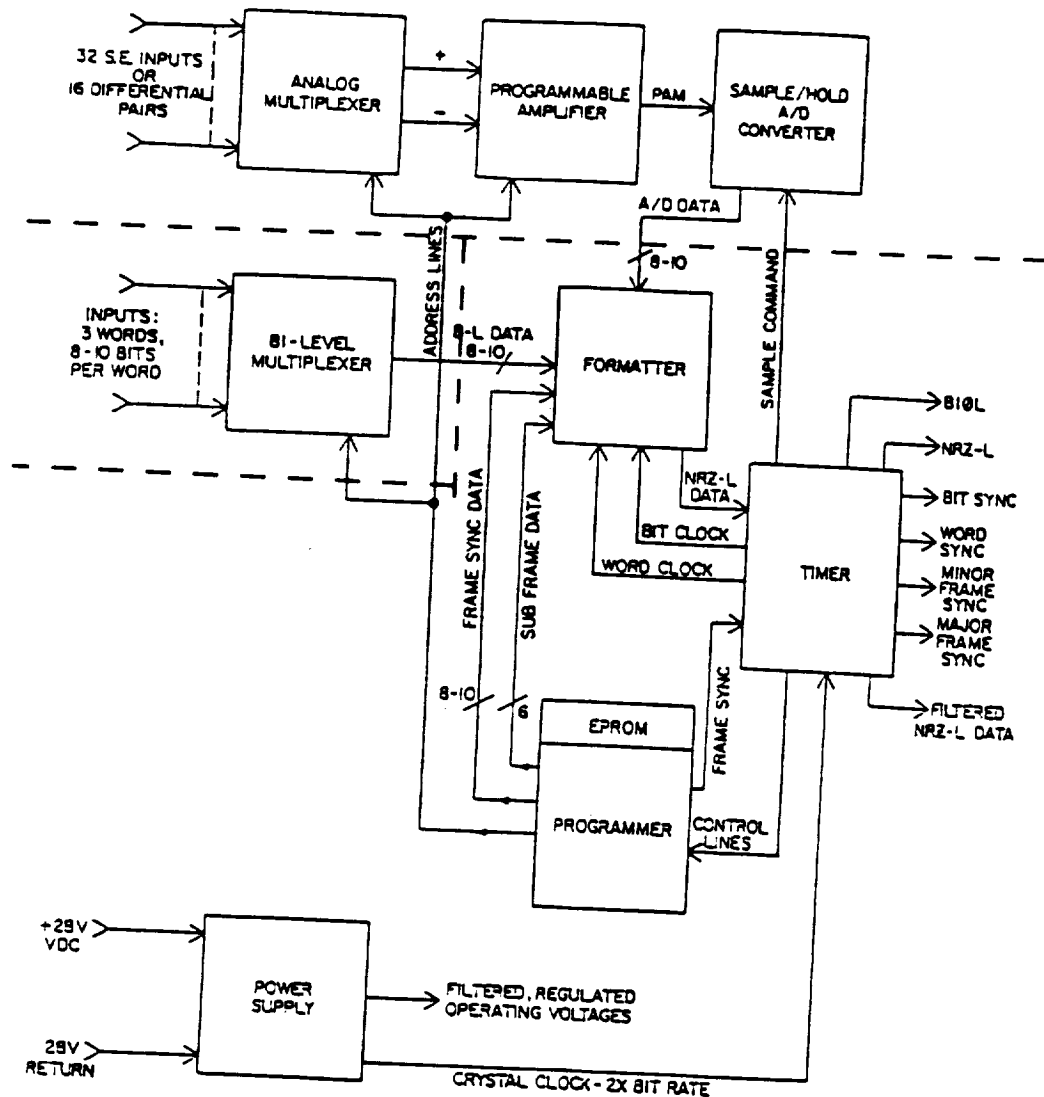 32 S.E. INPUTS
OR
16 DIFFERENTIAL
PAIRS
ANALOG
MULTIPLEXER
+
-
PROGRAMMABLE
AMPLIFIER
PAM
SAMPLE/HOLD
A/D
CONVERTER
A/D DATA
8-10
ADDRESS LINES
SAMPLE COMMAND
INPUTS:
3 WORDS,
8-10 BITS
PER WORD
BI-LEVEL
MULTIPLEXER
B-L DATA
8-10
FORMATTER
NRZ-L
DATA
BIT CLOCK
WORD CLOCK
FRAME SYNC DATA
SUB FRAME DATA
8-10
6
TIMER
BIØL
NRZ-L
BIT SYNC
WORD
SYNC
MINOR
FRAME
SYNC
MAJOR
FRAME
SYNC
FILTERED
NRZ-L DATA
FRAME SYNC
EPROM
PROGRAMMER
CONTROL
LINES
+28V
VDC
28V
RETURN
POWER
SUPPLY
FILTERED, REGULATED
OPERATING VOLTAGES
CRYSTAL CLOCK - 2X BIT RATE